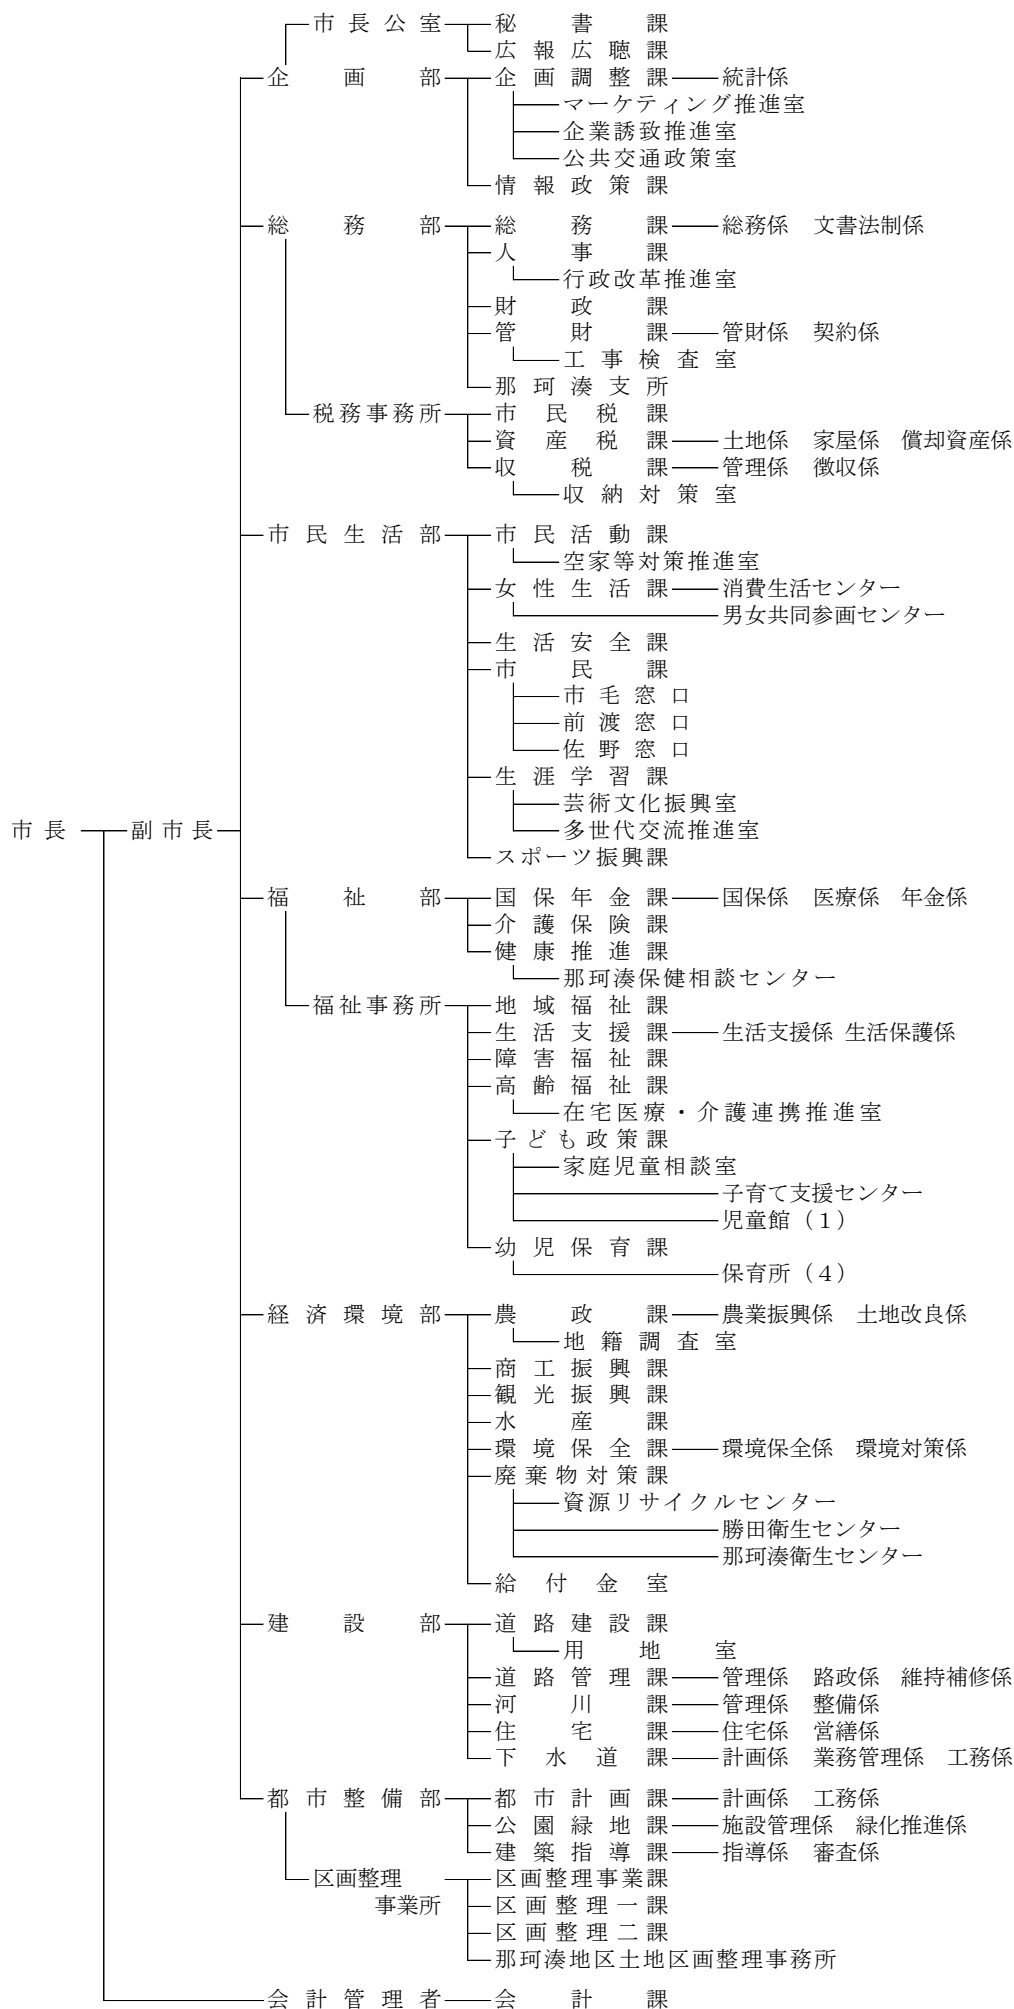 市長公室 秘書課
広報広聴課
企画部 企画調整課 統計係
マーケティング推進室
企業誘致推進室
公共交通政策室
情報政策課
総務部 総務課 総務係 文書法制係
人事課
行政改革推進室
財政課
管財課 管財係 契約係
工事検査室
那珂湊支所
税務事務所 市民税課
資産税課 土地係 家屋係 償却資産係
収税課 管理係 徴収係
収納対策室
市民生活部 市民活動課
空家等対策推進室
女性生活課 消費生活センター
男女共同参画センター
生活安全課
市民課
市毛窓口
前渡窓口
佐野窓口
生涯学習課
芸術文化振興室
市長 副市長 多世代交流推進室
スポーツ振興課
福祉部 国保年金課 国保係 医療係 年金係
介護保険課
健康推進課
那珂湊保健相談センター
福祉事務所 地域福祉課
生活支援課 生活支援係 生活保護係
障害福祉課
高齢福祉課
在宅医療・介護連携推進室
子ども政策課
家庭児童相談室
子育て支援センター
児童館（１）
幼児保育課
保育所（４）
経済環境部 農政課 農業振興係 土地改良係
地籍調査室
商工振興課
観光振興課
水産課
環境保全課 環境保全係 環境対策係
廃棄物対策課
資源リサイクルセンター
勝田衛生センター
那珂湊衛生センター
給付金室
建設部 道路建設課
用地室
道路管理課 管理係 路政係 維持補修係
河川課 管理係 整備係
住宅課 住宅係 営繕係
下水道課 計画係 業務管理係 工務係
都市整備部 都市計画課 計画係 工務係
公園緑地課 施設管理係 緑化推進係
建築指導課 指導係 審査係
区画整理 区画整理事業課
事業所 区画整理一課
区画整理二課
那珂湊地区土地区画整理事務所
会計管理者 会計課